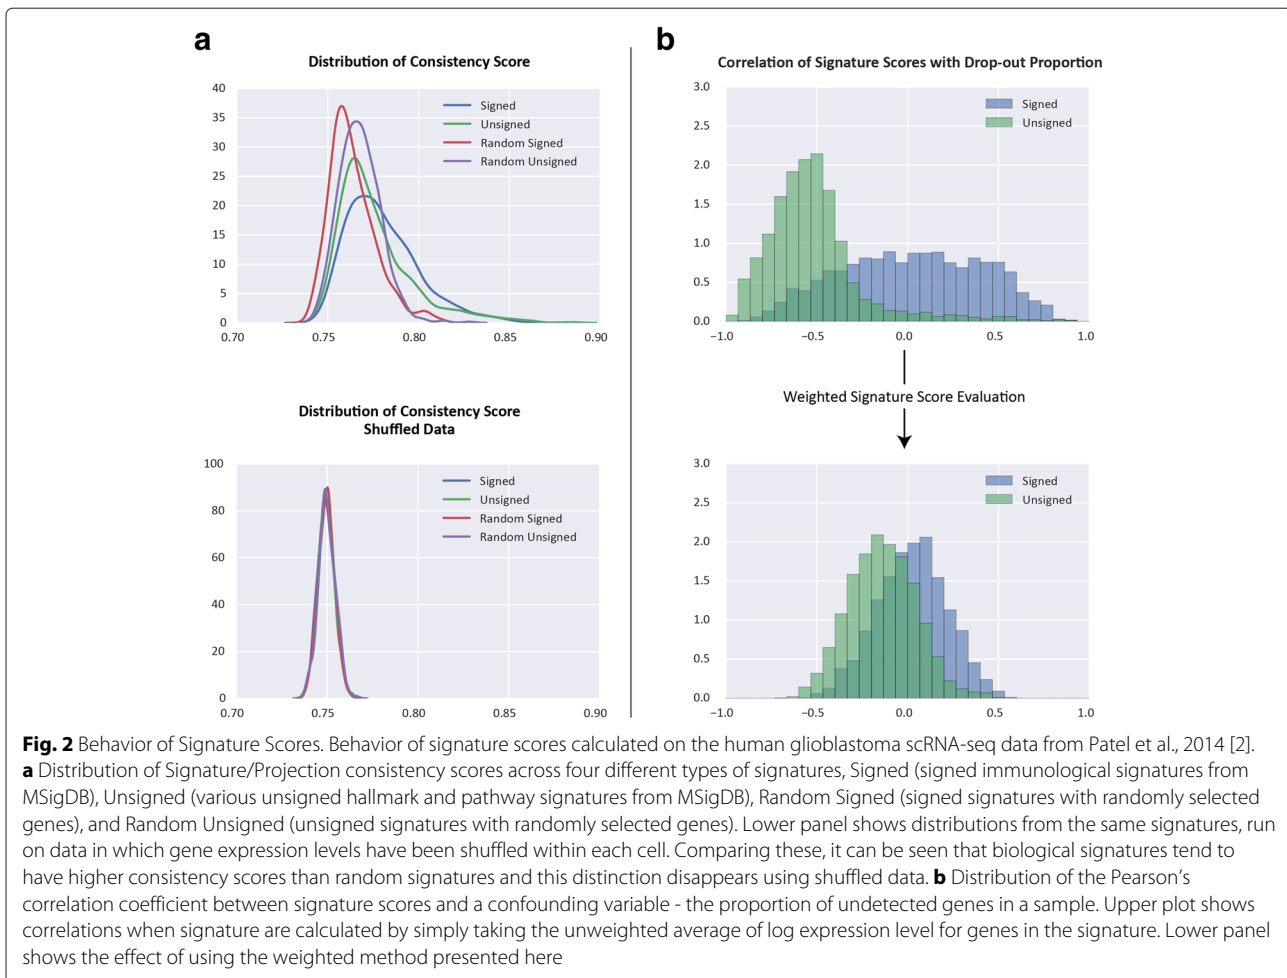 a
Distribution of Consistency Score
40
35
30
25
20
15
10
5
0
0.70
0.75
0.80
0.85
0.90
Signed
Unsigned
Random Signed
Random Unsigned
Distribution of Consistency Score
Shuffled Data
100
80
60
40
20
0
0.70
0.75
0.80
0.85
0.90
Signed
Unsigned
Random Signed
Random Unsigned
b
Correlation of Signature Scores with Drop-out Proportion
3.0
2.5
2.0
1.5
1.0
0.5
0.0
−1.0
−0.5
0.0
0.5
1.0
Signed
Unsigned
Weighted Signature Score Evaluation
3.0
2.5
2.0
1.5
1.0
0.5
0.0
−1.0
−0.5
0.0
0.5
1.0
Signed
Unsigned
Fig. 2 Behavior of Signature Scores. Behavior of signature scores calculated on the human glioblastoma scRNA-seq data from Patel et al., 2014 [2].
a Distribution of Signature/Projection consistency scores across four different types of signatures, Signed (signed immunological signatures from
MSigDB), Unsigned (various unsigned hallmark and pathway signatures from MSigDB), Random Signed (signed signatures with randomly selected
genes), and Random Unsigned (unsigned signatures with randomly selected genes). Lower panel shows distributions from the same signatures, run
on data in which gene expression levels have been shuffled within each cell. Comparing these, it can be seen that biological signatures tend to
have higher consistency scores than random signatures and this distinction disappears using shuffled data. b Distribution of the Pearson's
correlation coefficient between signature scores and a confounding variable - the proportion of undetected genes in a sample. Upper plot shows
correlations when signature are calculated by simply taking the unweighted average of log expression level for genes in the signature. Lower panel
shows the effect of using the weighted method presented here